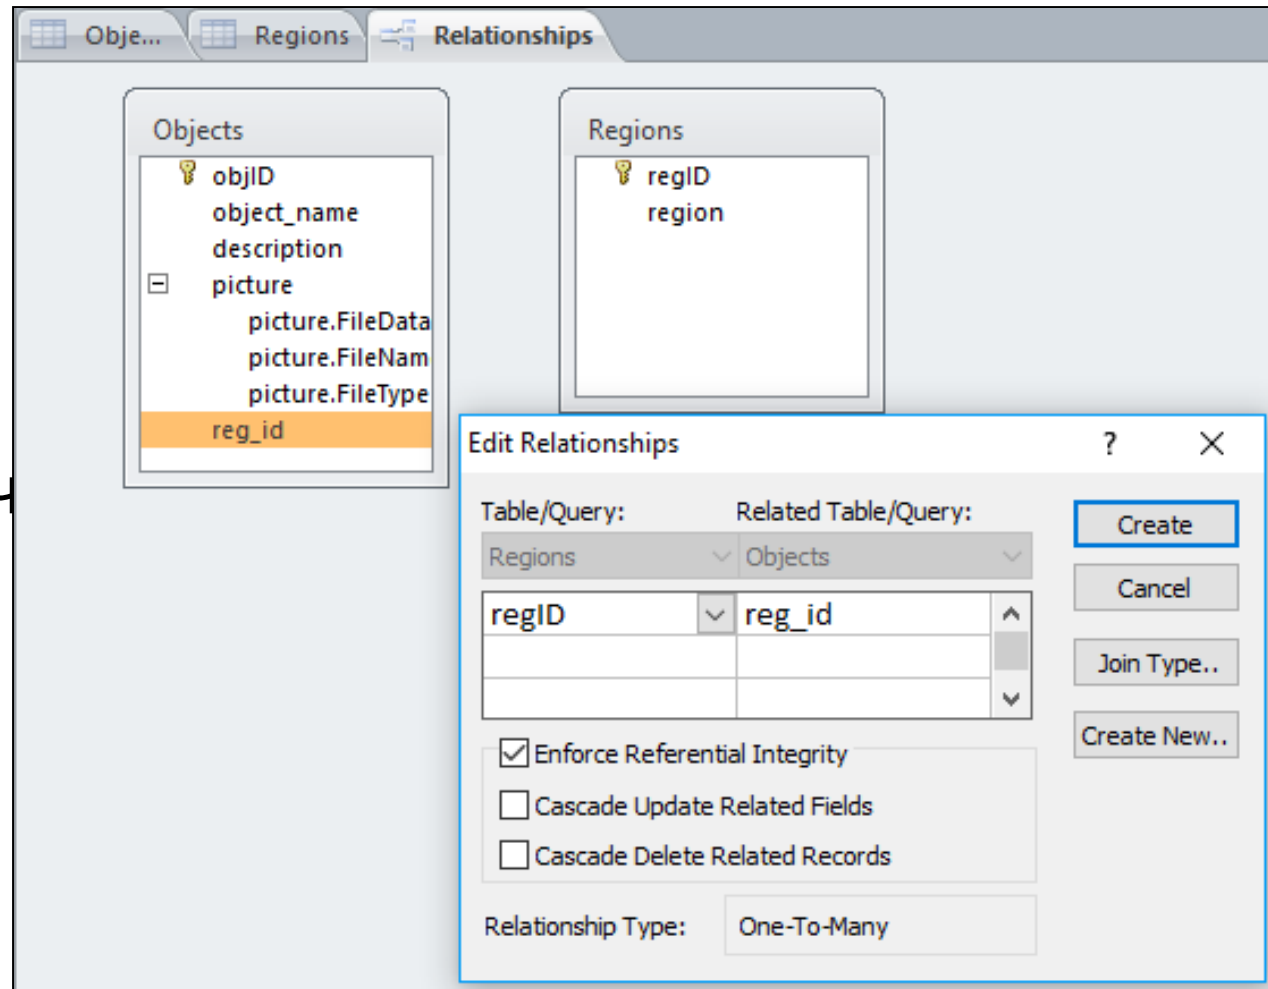 Obje...
Regions
Relationships
Objects
objID
object_name
description
picture
picture.FileData
picture.FileNam
picture.FileType
reg_id
Regions
regID
region
Edit Relationships
?
Table/Query: Related Table/Query:
Regions Objects
regID reg_id
Enforce Referential Integrity
Cascade Update Related Fields
Cascade Delete Related Records
Relationship Type: One-To-Many
Create
Cancel
Join Type..
Create New..